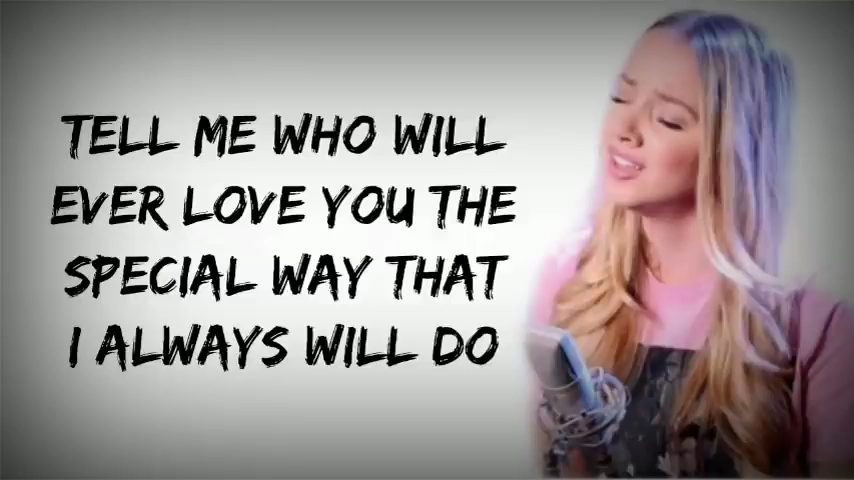 TELL ME WHO WILL
EVER LOVE YOU THE
SPECIAL WAY THAT
I ALWAYS WILL DO